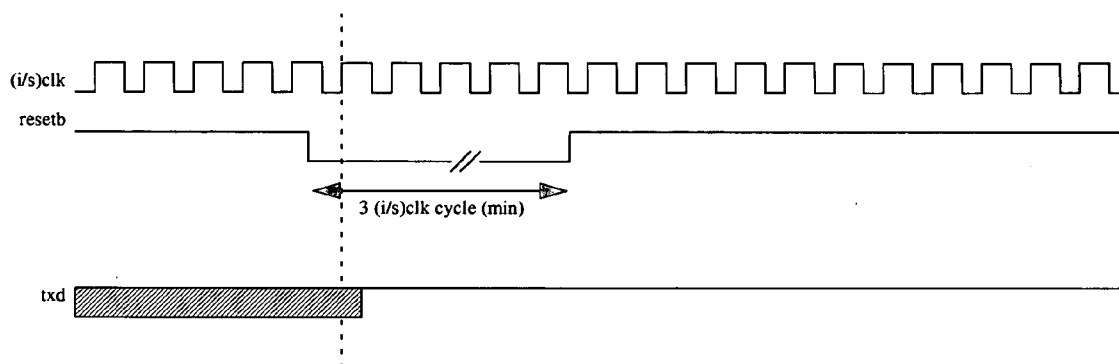 (i/s)clk
resetb
3 (i/s)clk cycle (min)
txd